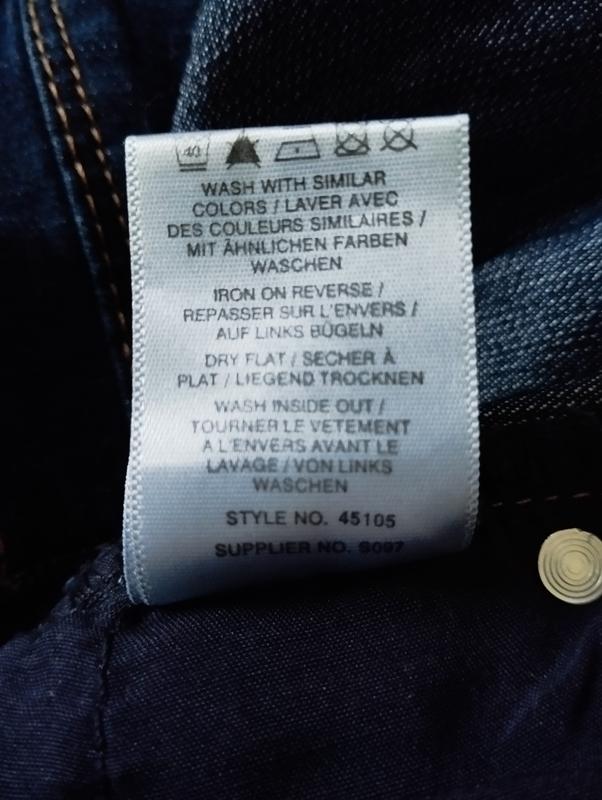 40
WASH WITH SIMILAR
COLORS / LAVER AVEC
DES COULEURS SIMILAIRES /
MIT ÄHNLICHEN FARBEN
WASCHEN
IRON ON REVERSE /
REPASSER SUR L'ENVERS /
AUF LINKS BÜGELN
DRY FLAT / SECHER À
PLAT / LIEGEND TROCKNEN
WASH INSIDE OUT /
TOURNER LE VETEMENT
A L'ENVERS AVANT LE
LAVAGE / VON LINKS
WASCHEN
STYLE NO. 45105
SUPPLIER NO. S097